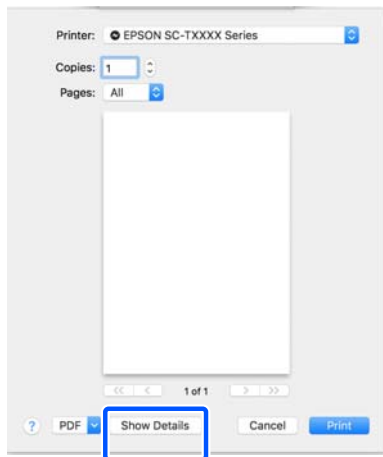 Printer: EPSON SC-TXXXX Series
Copies: 1
Pages: All
<< < 1 of 1 > >>
? PDF Show Details Cancel Print